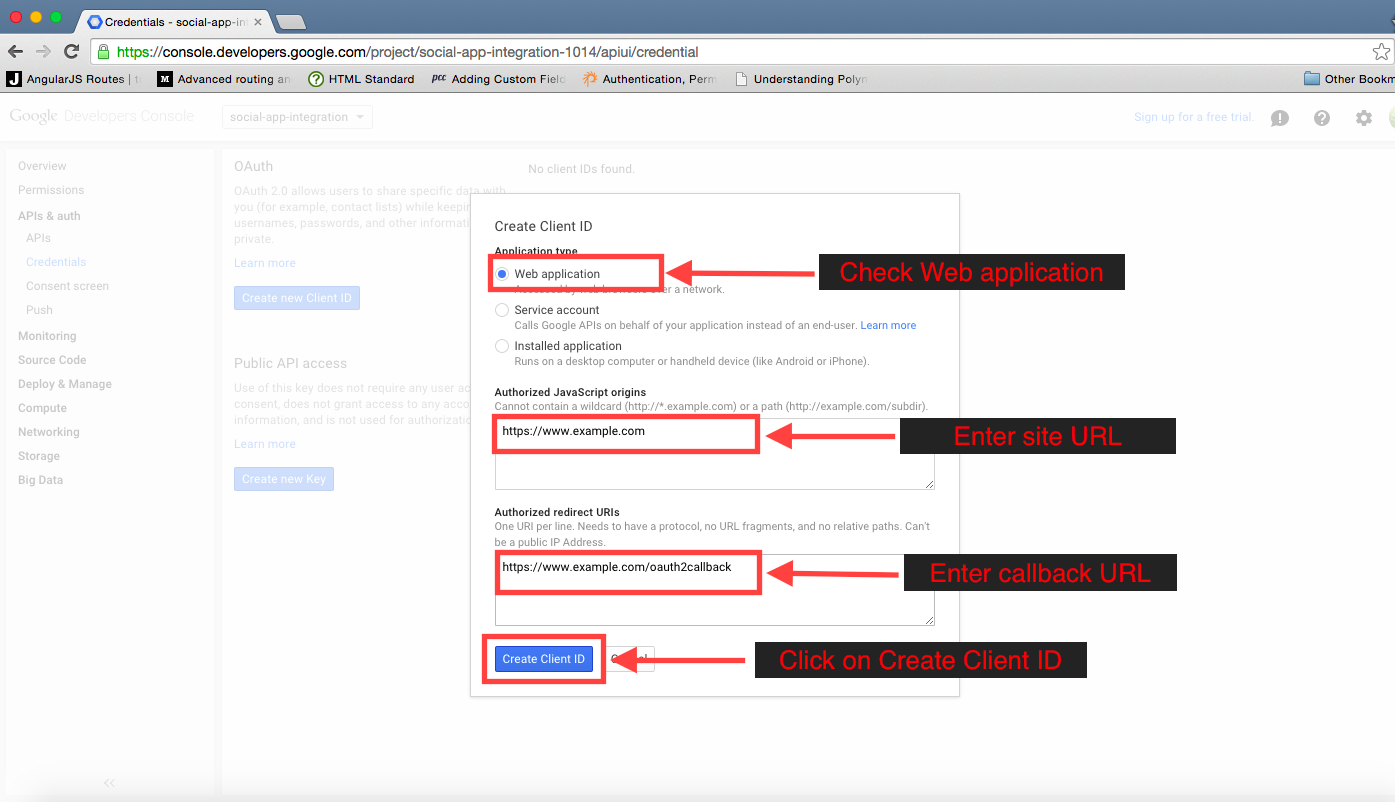 Credentials - social-app-int
https://console.developers.google.com/project/social-app-integration-1014/apiui/credential
AngularJS Routes | Advanced routing an HTML Standard pcc Adding Custom Field Authentication, Perm Understanding Polyn Other Bookm
Google Developers Console social-app-integration Sign up for a free trial.
Overview
Permissions
APIs & auth
APIs
Credentials
Consent screen
Push
Monitoring
Source Code
Deploy & Manage
Compute
Networking
Storage
Big Data
OAuth
OAuth 2.0 allows users to share specific data with
you (for example, contact lists) while keepin
usernames, passwords, and other informati
private.
Learn more
Create new Client ID
Public API access
Use of this key does not require any user ac
consent, does not grant access to any acco
information, and is not used for authorizatio
Learn more
Create new Key
No client IDs found.
Create Client ID
Application type
Web application
Accessed by web browsers over a network.
Service account
Calls Google APIs on behalf of your application instead of an end-user. Learn more
Installed application
Runs on a desktop computer or handheld device (like Android or iPhone).
Authorized JavaScript origins
Cannot contain a wildcard (http://*.example.com) or a path (http://example.com/subdir).
https://www.example.com
Authorized redirect URIs
One URI per line. Needs to have a protocol, no URL fragments, and no relative paths. Can't
be a public IP Address.
https://www.example.com/oauth2callback
Create Client ID
Check Web application
Enter site URL
Enter callback URL
Click on Create Client ID